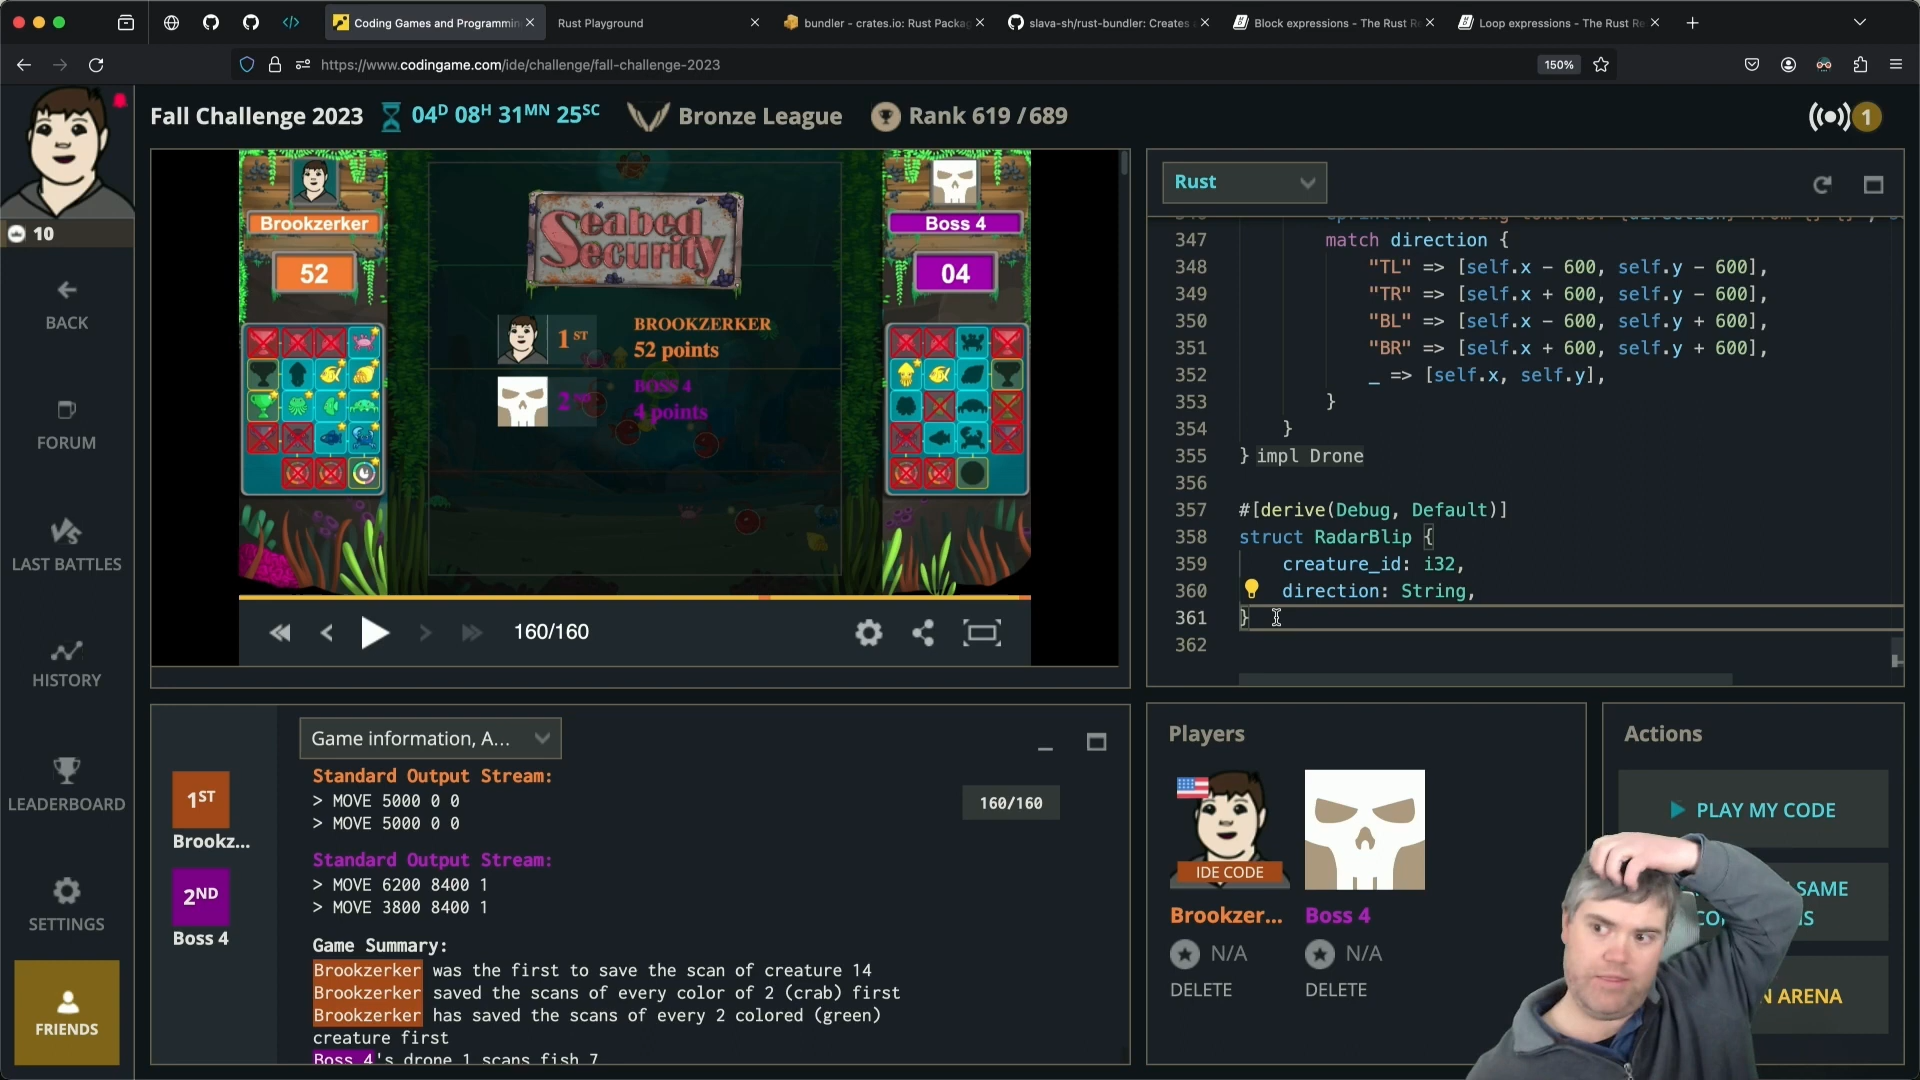 Coding Games and Programmin
Rust Playground
bundler - crates.io: Rust Packa
slava-sh/rust-bundler: Creates
Block expressions - The Rust R
Loop expressions - The Rust Re
https://www.codingame.com/ide/challenge/fall-challenge-2023
150%
Fall Challenge 2023
04D 08H 31MN 25SC
Bronze League
Rank 619 / 689
1
10
BACK
FORUM
LAST BATTLES
HISTORY
LEADERBOARD
SETTINGS
FRIENDS
Brookzerker
52
Seabed
Security
Boss 4
04
1 ST
BROOKZERKER
52 points
2 ND
BOSS 4
4 points
160/160
Rust
347 match direction {
348 "TL" => [self.x - 600, self.y - 600],
349 "TR" => [self.x + 600, self.y - 600],
350 "BL" => [self.x - 600, self.y + 600],
351 "BR" => [self.x + 600, self.y + 600],
352 _ => [self.x, self.y],
353 }
354 }
355 } impl Drone
356
357 #[derive(Debug, Default)]
358 struct RadarBlip {
359 creature_id: i32,
360 direction: String,
361 }
362
1ST
Brookz...
2ND
Boss 4
Game information, A...
160/160
Standard Output Stream:
> MOVE 5000 0 0
> MOVE 5000 0 0
Standard Output Stream:
> MOVE 6200 8400 1
> MOVE 3800 8400 1
Game Summary:
Brookzerker was the first to save the scan of creature 14
Brookzerker saved the scans of every color of 2 (crab) first
Brookzerker has saved the scans of every 2 colored (green)
creature first
Boss 4's drone 1 scans fish 7
Players
IDE CODE
Brookzer...
N/A
DELETE
Boss 4
N/A
DELETE
Actions
PLAY MY CODE
SAME
ARENA